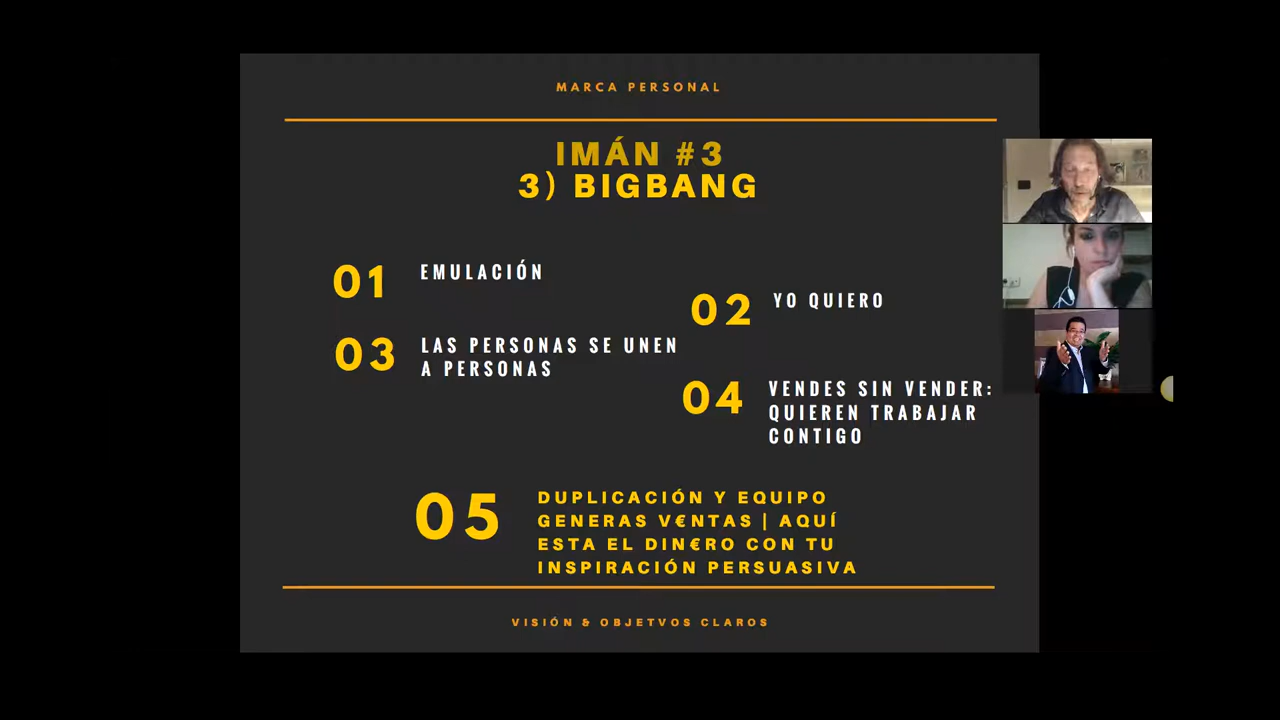 MARCA PERSONAL
IMÁN #3
3) BIGBANG
01
EMULACIÓN
02
YO QUIERO
03
LAS PERSONAS SE UNEN
A PERSONAS
04
VENDES SIN VENDER:
QUIEREN TRABAJAR
CONTIGO
05
DUPLICACIÓN Y EQUIPO
GENERAS V€NTAS | AQUÍ
ESTA EL DIN€RO CON TU
INSPIRACIÓN PERSUASIVA
VISIÓN & OBJETVOS CLAROS